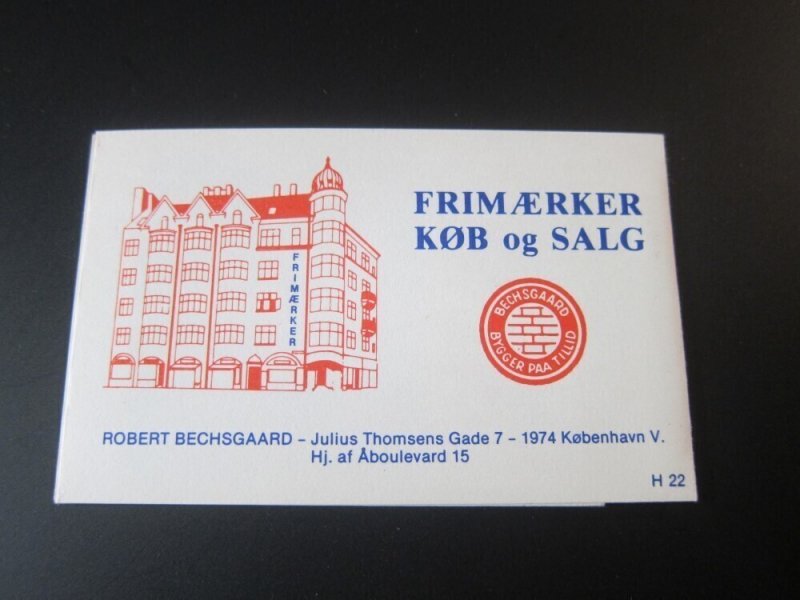 FRIMÆRKER
KØB og SALG
FRIMÆRKER
BECHSGAARD
BYGGER PAA TILLID
ROBERT BECHSGAARD – Julius Thomsens Gade 7 – 1974 København V.
Hj. af Åboulevard 15
H 22